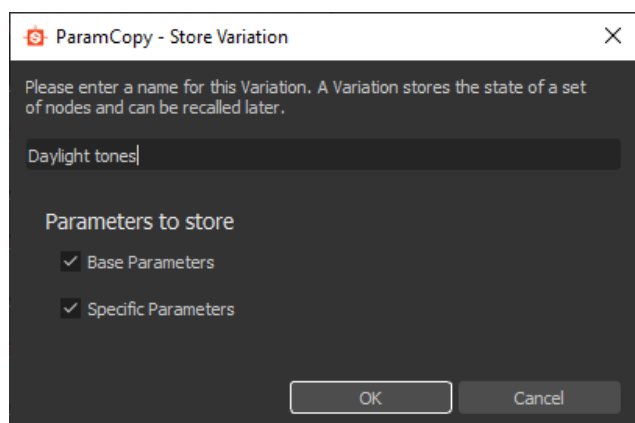 ParamCopy - Store Variation
Please enter a name for this Variation. A Variation stores the state of a set
of nodes and can be recalled later.
Daylight tones
Parameters to store
Base Parameters
Specific Parameters
OK Cancel